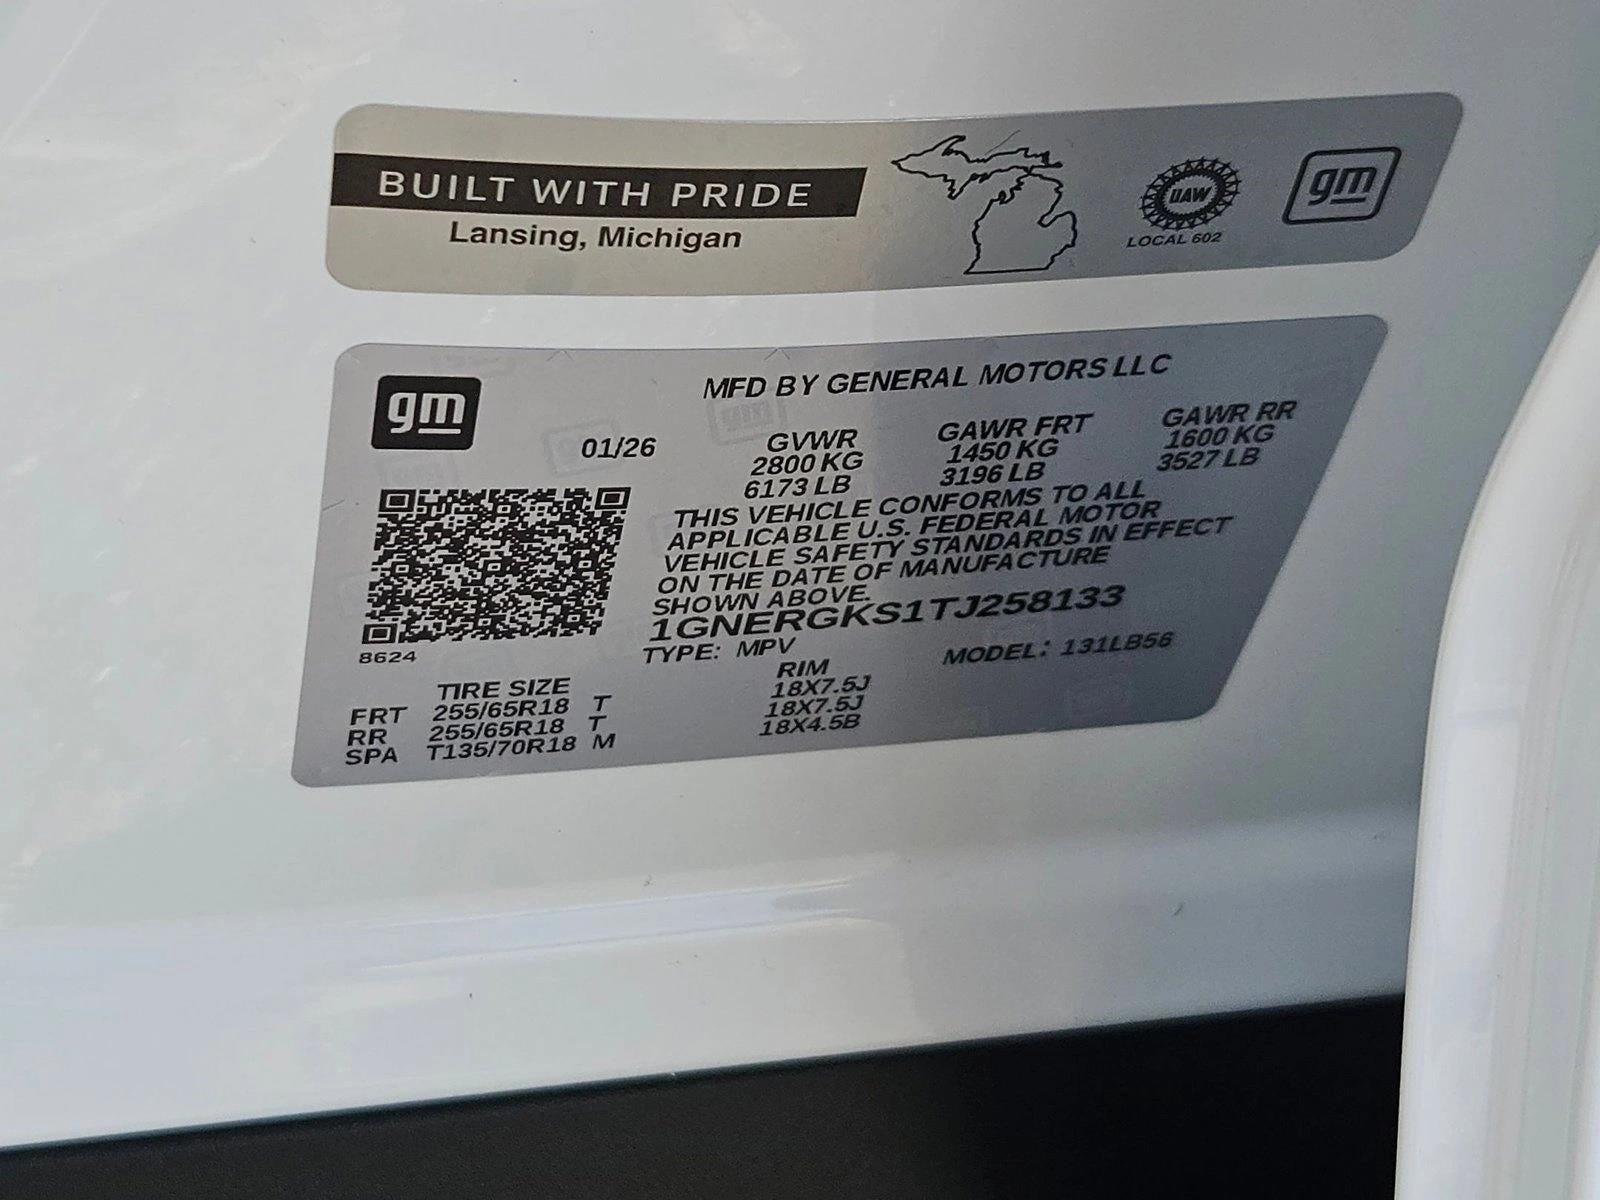 BUILT WITH PRIDE
Lansing, Michigan
UAW
LOCAL 602
gm
gm
MFD BY GENERAL MOTORS LLC
01/26
GVWR
2800 KG
6173 LB
GAWR FRT
1450 KG
3196 LB
GAWR RR
1600 KG
3527 LB
THIS VEHICLE CONFORMS TO ALL
APPLICABLE U.S. FEDERAL MOTOR
VEHICLE SAFETY STANDARDS IN EFFECT
ON THE DATE OF MANUFACTURE
SHOWN ABOVE.
1GNERGKS1TJ258133
TYPE: MPV
MODEL: 131LB56
8624
TIRE SIZE RIM
FRT 255/65R18 T 18X7.5J
RR 255/65R18 T 18X7.5J
SPA T135/70R18 M 18X4.5B